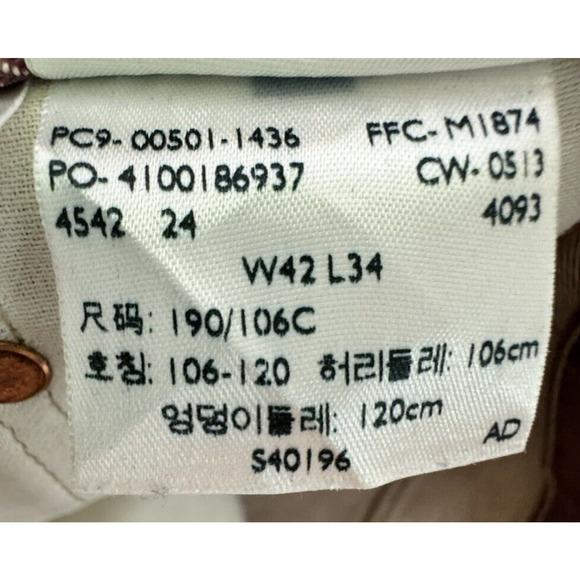 PC9-00501-1436 FFC-M1874
PO-4100186937 CW-0513
4542 24 4093
W42 L34
尺码: 190/106C
호칭: 106-120 허리둘레: 106cm
엉덩이둘레: 120cm
AD
S40196